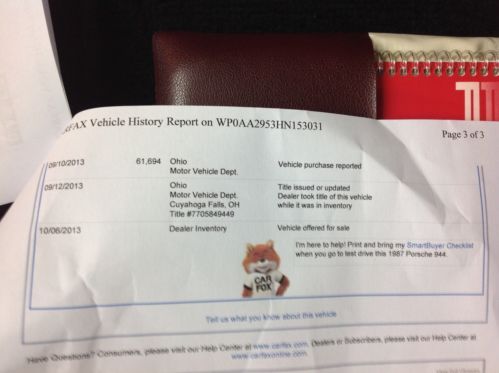 RFAX Vehicle History Report on WP0AA2953HN153031
Page 3 of 3
09/10/2013 61,694 Ohio Vehicle purchase reported
Motor Vehicle Dept.
09/12/2013 Ohio Title issued or updated
Motor Vehicle Dept. Dealer took title of this vehicle
Cuyahoga Falls, OH while it was in inventory
Title #7705849449
10/06/2013 Dealer Inventory Vehicle offered for sale
I'm here to help! Print and bring my SmartBuyer Checklist
when you go to test drive this 1987 Porsche 944.
CAR
FOX
Tell us what you know about this vehicle
Have Questions? Consumers, please visit our Help Center at www.carfax.com. Dealers or Subscribers, please visit our Help Center at
www.carfaxonline.com.